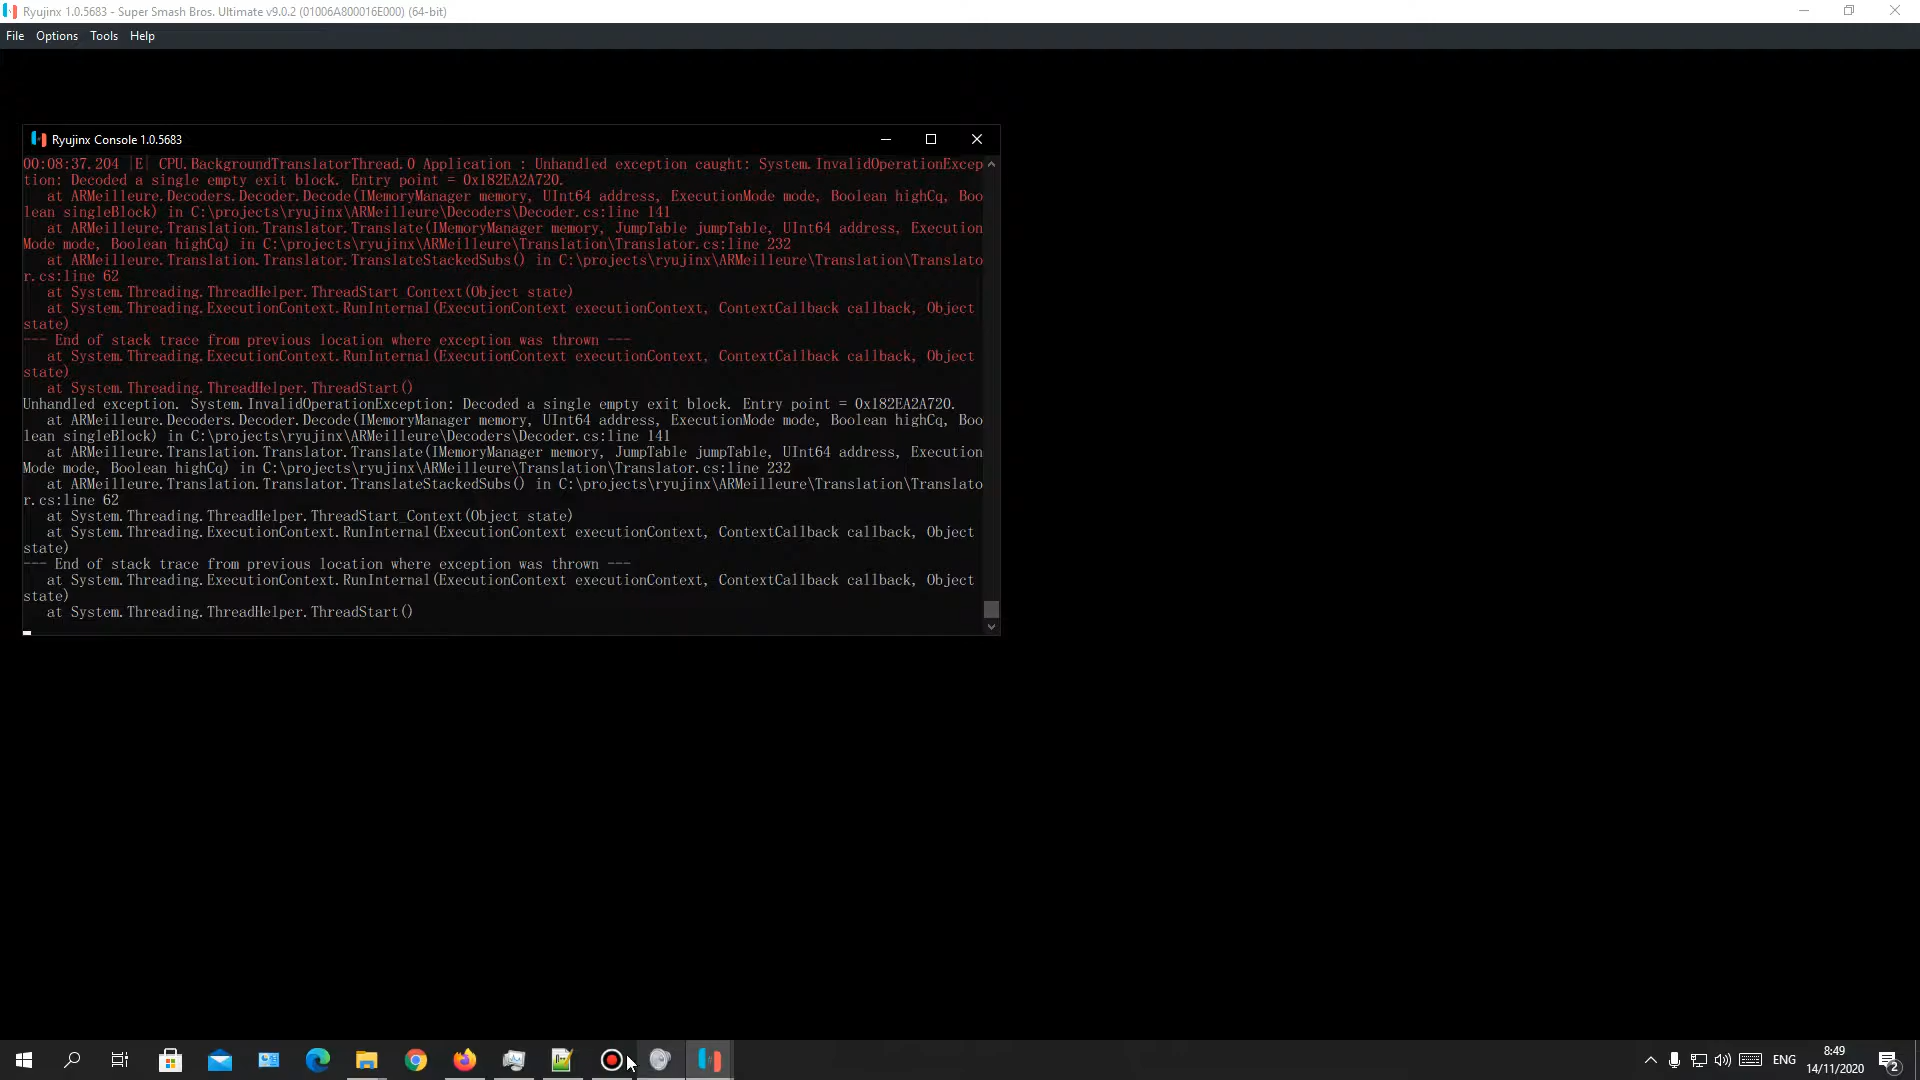 Ryujinx 1.0.5683 - Super Smash Bros. Ultimate v9.0.2 (01006A800016E000) (64-bit)
File Options Tools Help
Ryujinx Console 1.0.5683
00:08:37.204 |E| CPU.BackgroundTranslatorThread.0 Application : Unhandled exception caught: System.InvalidOperationExcep
tion: Decoded a single empty exit block. Entry point = 0x182EA2A720.
at ARMeilleure.Decoders.Decoder.Decode(IMemoryManager memory, UInt64 address, ExecutionMode mode, Boolean highCq, Boo
lean singleBlock) in C:\projects\ryujinx\ARMeilleure\Decoders\Decoder.cs:line 141
at ARMeilleure.Translation.Translator.Translate(IMemoryManager memory, JumpTable jumpTable, UInt64 address, Execution
Mode mode, Boolean highCq) in C:\projects\ryujinx\ARMeilleure\Translation\Translator.cs:line 232
at ARMeilleure.Translation.Translator.TranslateStackedSubs() in C:\projects\ryujinx\ARMeilleure\Translation\Translato
r.cs:line 62
at System.Threading.ThreadHelper.ThreadStart_Context(Object state)
at System.Threading.ExecutionContext.RunInternal(ExecutionContext executionContext, ContextCallback callback, Object
state)
--- End of stack trace from previous location where exception was thrown ---
at System.Threading.ExecutionContext.RunInternal(ExecutionContext executionContext, ContextCallback callback, Object
state)
at System.Threading.ThreadHelper.ThreadStart()
Unhandled exception. System.InvalidOperationException: Decoded a single empty exit block. Entry point = 0x182EA2A720.
at ARMeilleure.Decoders.Decoder.Decode(IMemoryManager memory, UInt64 address, ExecutionMode mode, Boolean highCq, Boo
lean singleBlock) in C:\projects\ryujinx\ARMeilleure\Decoders\Decoder.cs:line 141
at ARMeilleure.Translation.Translator.Translate(IMemoryManager memory, JumpTable jumpTable, UInt64 address, Execution
Mode mode, Boolean highCq) in C:\projects\ryujinx\ARMeilleure\Translation\Translator.cs:line 232
at ARMeilleure.Translation.Translator.TranslateStackedSubs() in C:\projects\ryujinx\ARMeilleure\Translation\Translato
r.cs:line 62
at System.Threading.ThreadHelper.ThreadStart_Context(Object state)
at System.Threading.ExecutionContext.RunInternal(ExecutionContext executionContext, ContextCallback callback, Object
state)
--- End of stack trace from previous location where exception was thrown ---
at System.Threading.ExecutionContext.RunInternal(ExecutionContext executionContext, ContextCallback callback, Object
state)
at System.Threading.ThreadHelper.ThreadStart()
ENG
8:49
14/11/2020
2